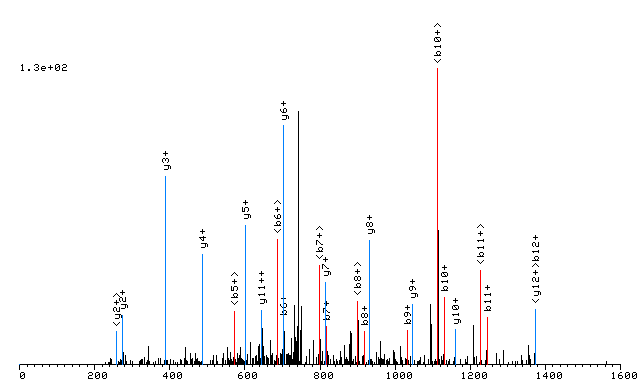 <b10+>
1.3e+02
y6+
y3+
<b6+>
y5+
<b7+>
y8+
<b11+>
y4+
y12+>b12+
<y2+>
y2+
<b5+>
y11++
b6+
y7+
b7+
<b8+>
b8+
b9+
y9+
b10+
y10+
b11+
0
200
400
600
800
1000
1200
1400
1600